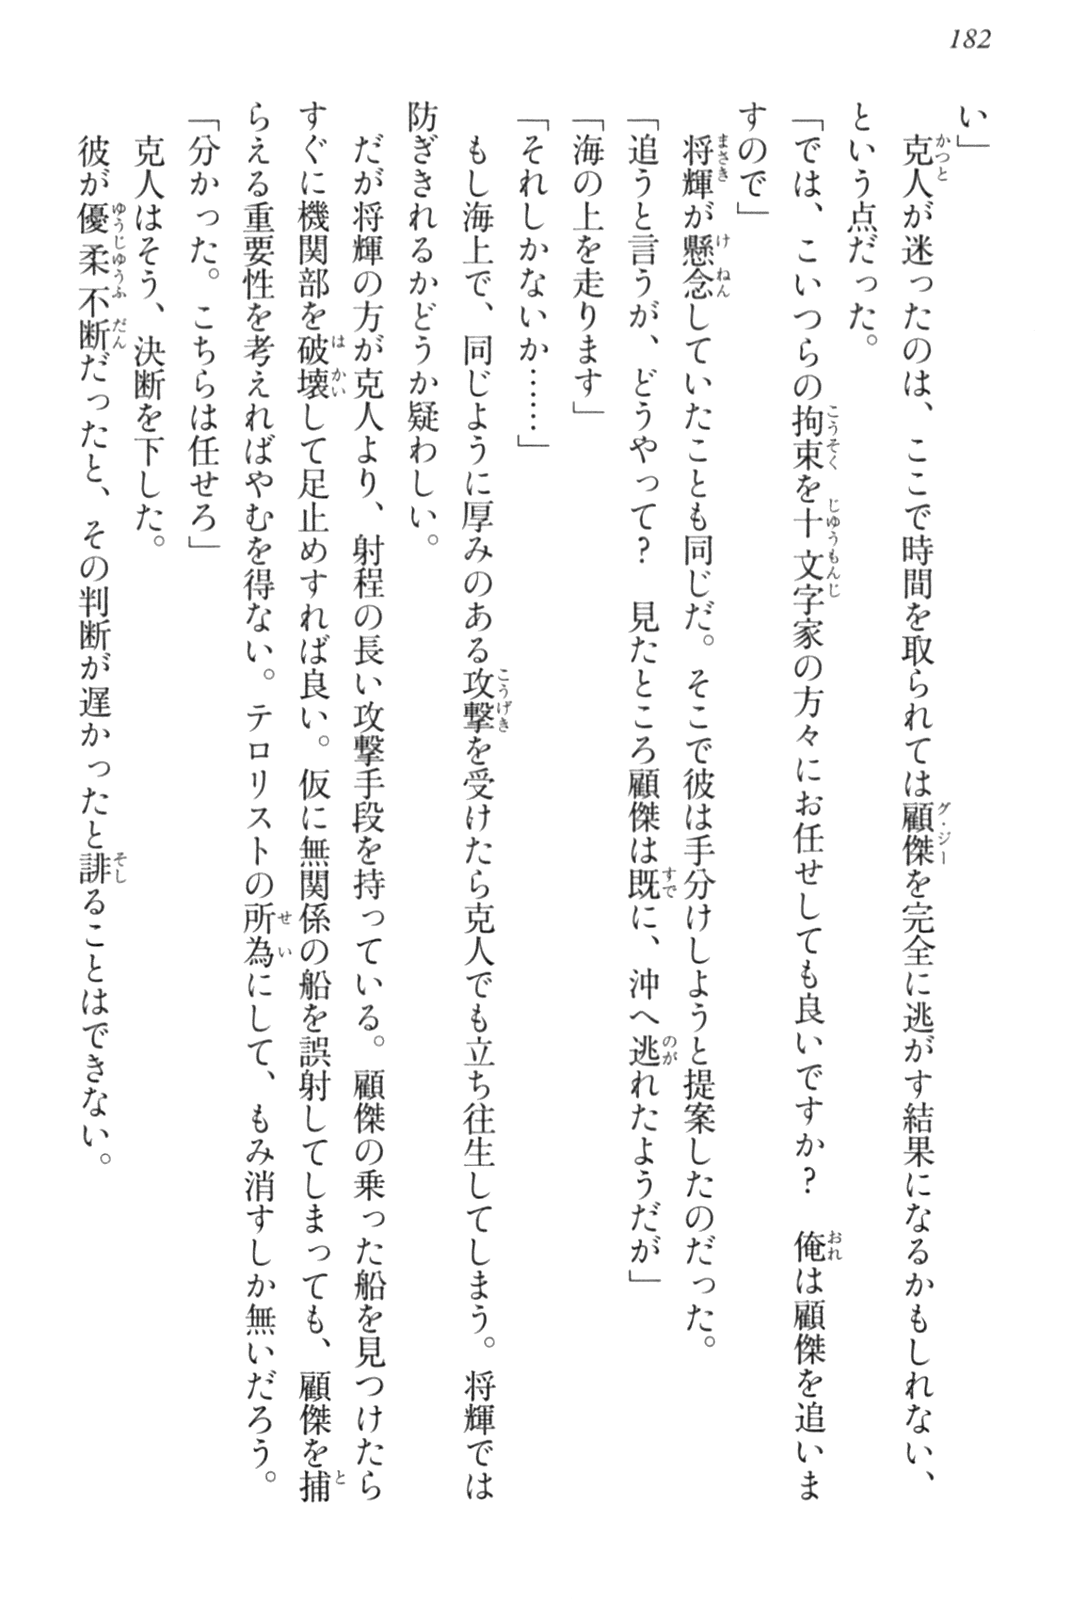 182
い」
克人が迷ったのは、ここで時間を取られては顧傑を完全に逃がす結果になるかもしれない、
という点だった。
「では、こいつらの拘束を十文字家の方々にお任せしても良いですか？　俺は顧傑を追いま
すので」
将輝が懸念していたことも同じだ。そこで彼は手分けしようと提案したのだった。
「追うと言うが、どうやって？　見たところ顧傑は既に、沖へ逃れたようだが」
「海の上を走ります」
「それしかないか……」
もし海上で、同じように厚みのある攻撃を受けたら克人でも立ち往生してしまう。将輝では
防ぎきれるかどうか疑わしい。
だが将輝の方が克人より、射程の長い攻撃手段を持っている。顧傑の乗った船を見つけたら
すぐに機関部を破壊して足止めすれば良い。仮に無関係の船を誤射してしまっても、顧傑を捕
らえる重要性を考えればやむを得ない。テロリストの所為にして、もみ消すしか無いだろう。
「分かった。こちらは任せろ」
克人はそう、決断を下した。
彼が優柔不断だったと、その判断が遅かったと誹ることはできない。